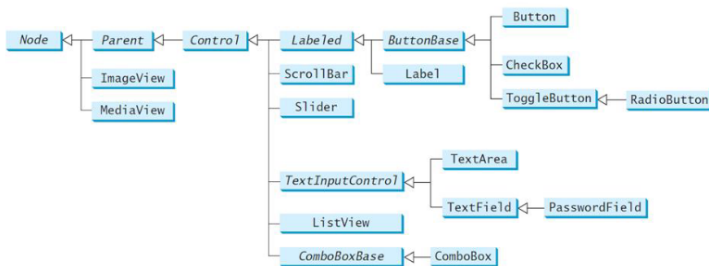 Button
Node Parent Control Labeled ButtonBase
ImageView ScrollBar Label CheckBox
MediaView Slider ToggleButton RadioButton
TextArea
TextInputControl
TextField PasswordField
ListView
ComboBoxBase ComboBox